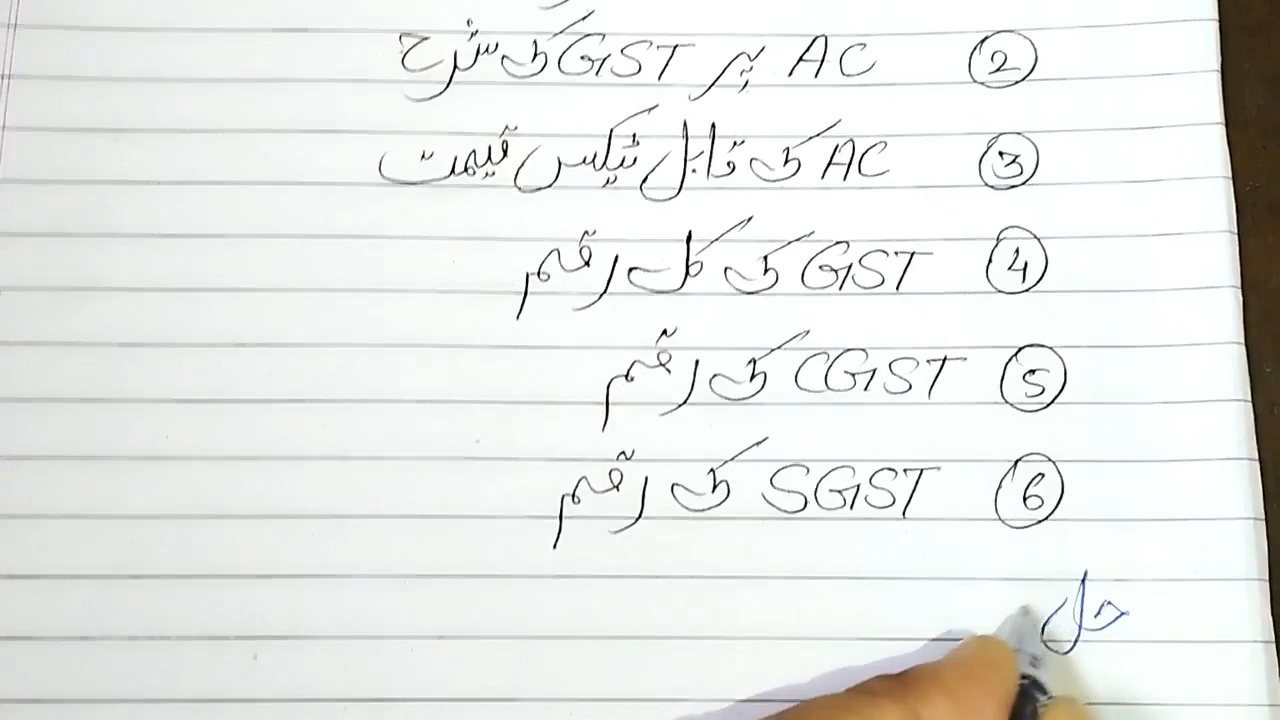 ② AC پر GST کی شرح
③ AC کی قابل ٹیکس قیمت
④ GST کی کل رقم
⑤ CGST کی رقم
⑥ SGST کی رقم
حل